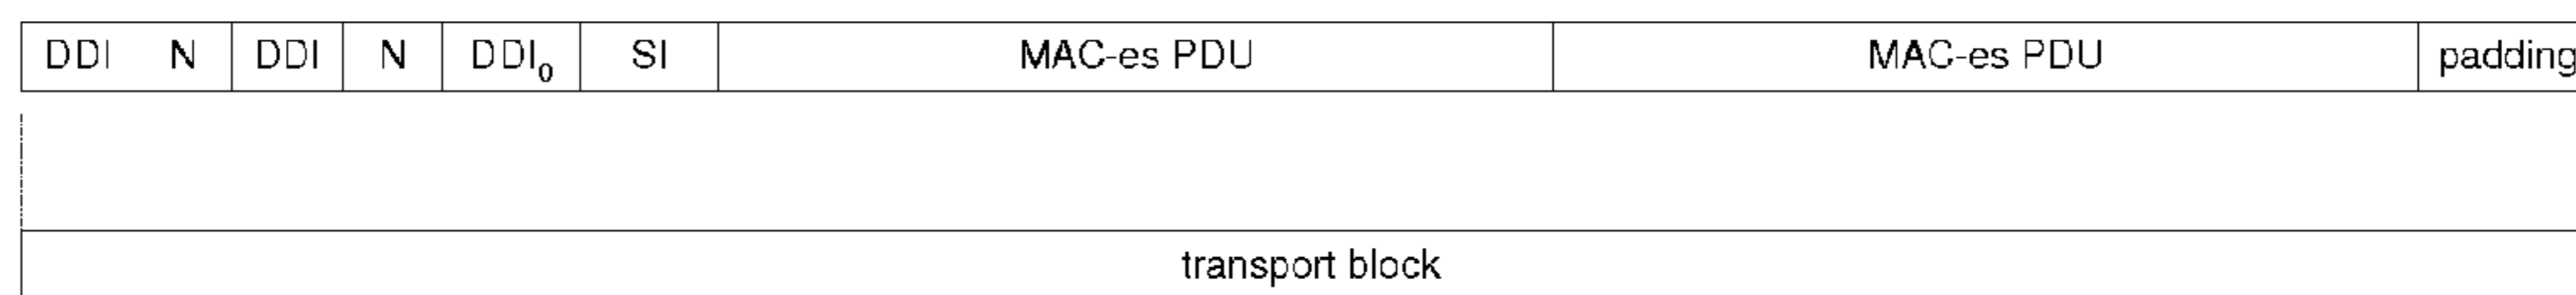 DDI N DDI N DDI₀ SI MAC-es PDU MAC-es PDU padding
transport block